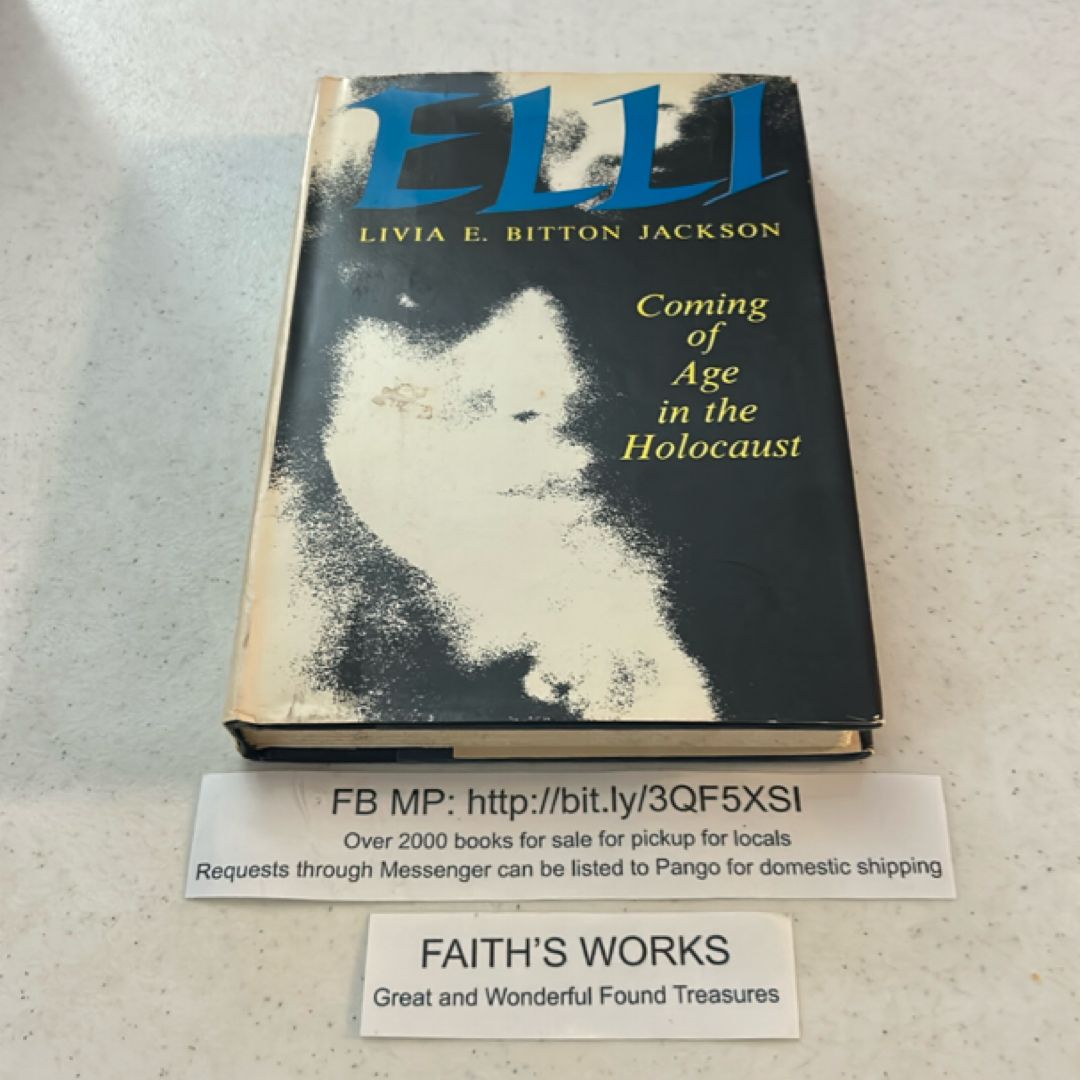 ELLI
LIVIA E. BITTON JACKSON
Coming
of
Age
in the
Holocaust
FB MP: http://bit.ly/3QF5XSI
Over 2000 books for sale for pickup for locals
Requests through Messenger can be listed to Pango for domestic shipping
FAITH'S WORKS
Great and Wonderful Found Treasures